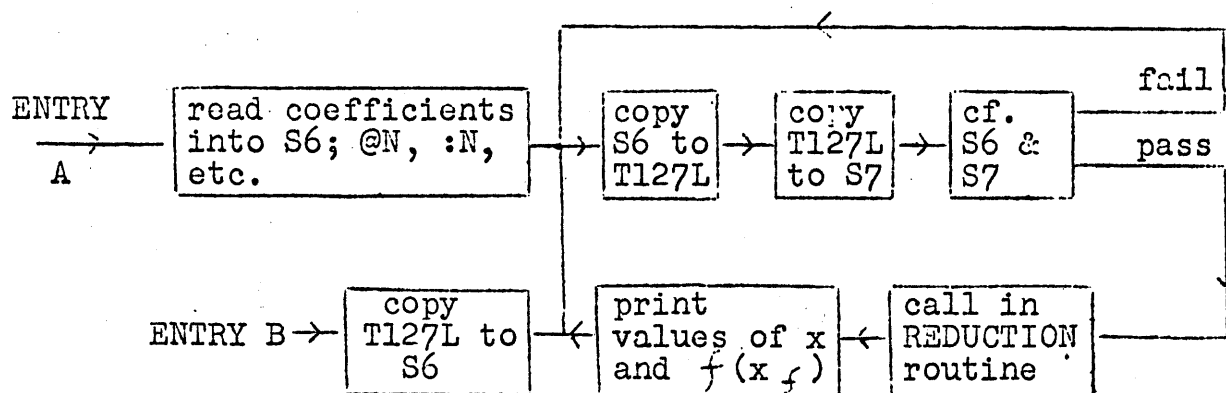 fail
ENTRY
A
read coefficients
into S6; @N, :N,
etc.
copy
S6 to
T127L
copy
T127L
to S7
cf.
S6 &
S7
pass
ENTRY B
copy
T127L to
S6
print
values of x
and f(x f)
call in
REDUCTION
routine